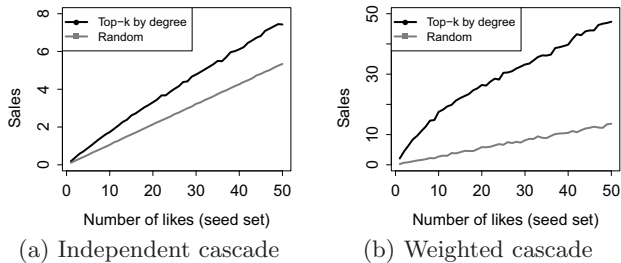 Top−k by degree
Random
Sales
0 2 4 6 8
0 10 20 30 40 50
Number of likes (seed set)
(a) Independent cascade
Top−k by degree
Random
Sales
0 10 30 50
0 10 20 30 40 50
Number of likes (seed set)
(b) Weighted cascade